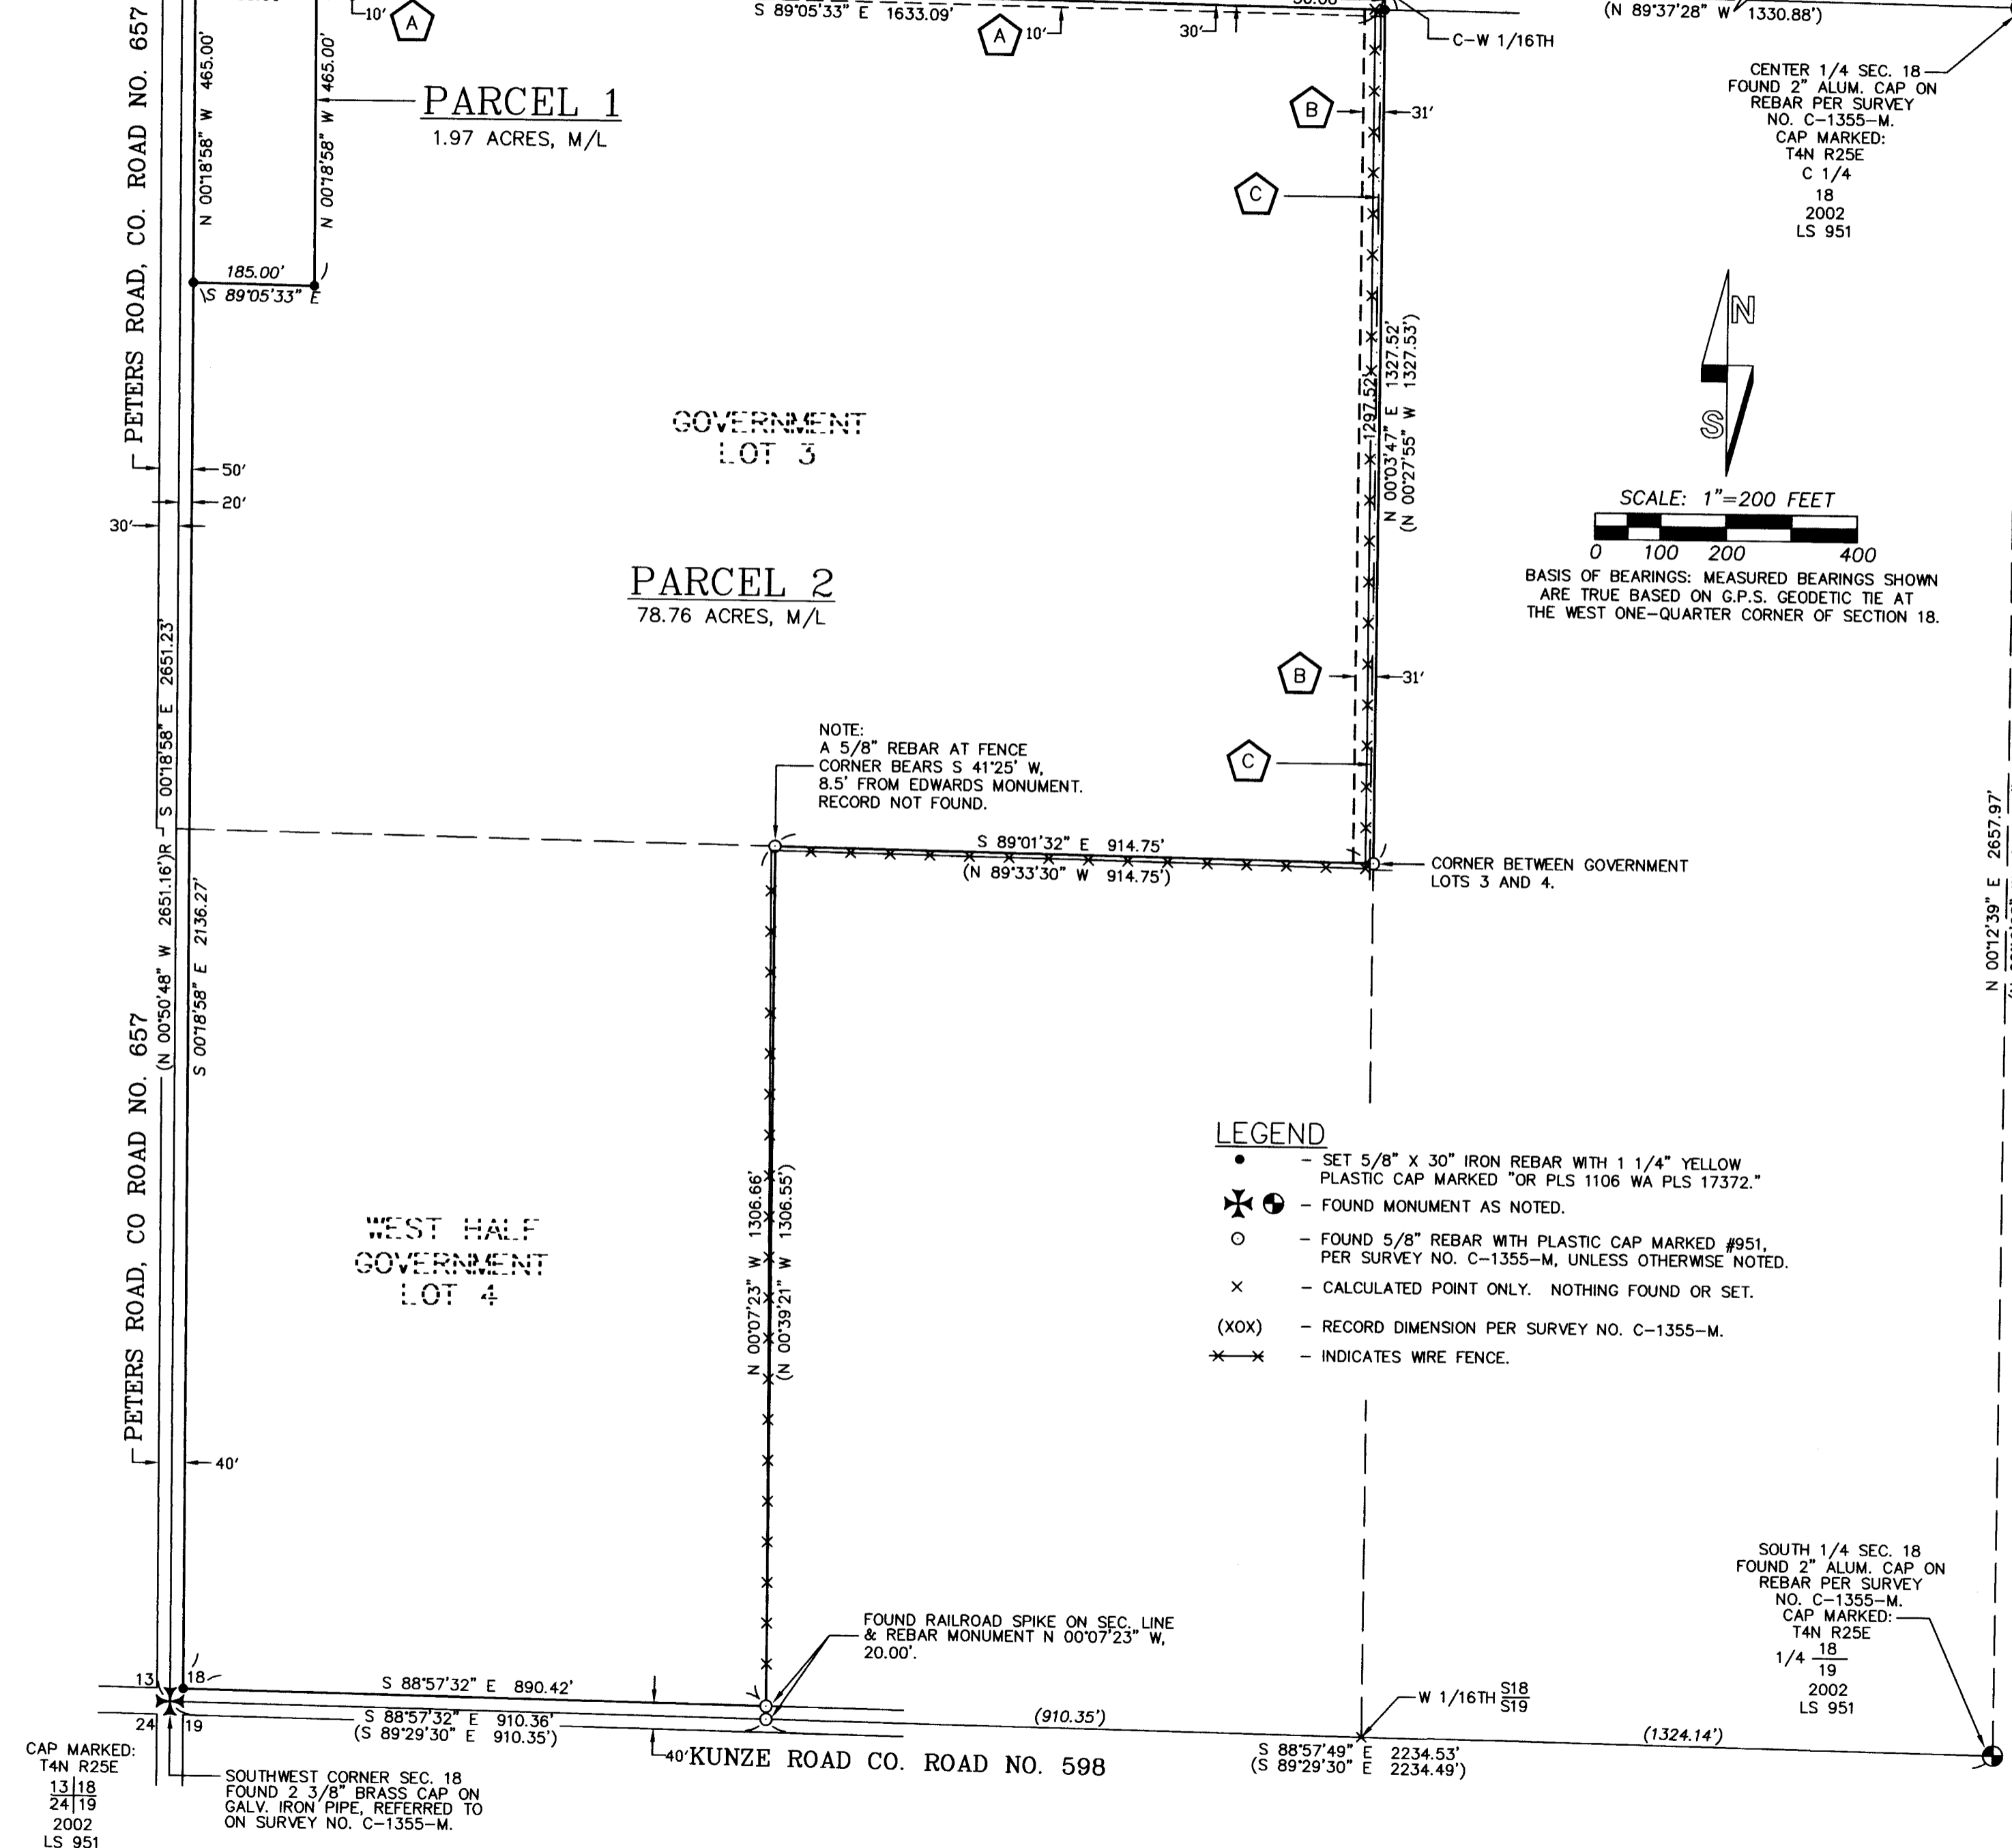 10'
A
S 89°05'33" E 1633.09'
A
10'
30'
C-W 1/16TH
(N 89°37'28" W 1330.88')
PETERS ROAD, CO. ROAD NO. 657
N 00°18'58" W 465.00'
N 00°18'58" W 465.00'
PARCEL 1
1.97 ACRES, M/L
185.00'
S 89°05'33" E
B
31'
C
CENTER 1/4 SEC. 18
FOUND 2" ALUM. CAP ON
REBAR PER SURVEY
NO. C-1355-M.
CAP MARKED:
T4N R25E
C 1/4
18
2002
LS 951
N
S
GOVERNMENT
LOT 3
1297.52'
N 00°03'47" E 1327.52'
(N 00°27'55" W 1327.53')
50'
20'
30'
SCALE: 1"=200 FEET
0 100 200 400
BASIS OF BEARINGS: MEASURED BEARINGS SHOWN
ARE TRUE BASED ON G.P.S. GEODETIC TIE AT
THE WEST ONE-QUARTER CORNER OF SECTION 18.
PARCEL 2
78.76 ACRES, M/L
B
31'
C
S 00°18'58" E 2651.23'
(N 00°50'48" W 2651.16')R
S 00°18'58" E 2136.27'
NOTE:
A 5/8" REBAR AT FENCE
CORNER BEARS S 41°25' W,
8.5' FROM EDWARDS MONUMENT.
RECORD NOT FOUND.
S 89°01'32" E 914.75'
(N 89°33'30" W 914.75')
CORNER BETWEEN GOVERNMENT
LOTS 3 AND 4.
N 00°12'39" E 2657.97'
PETERS ROAD, CO ROAD NO. 657
N 00°07'23" W 1306.66'
(N 00°39'21" W 1306.55')
WEST HALF
GOVERNMENT
LOT 4
LEGEND
- SET 5/8" X 30" IRON REBAR WITH 1 1/4" YELLOW
PLASTIC CAP MARKED "OR PLS 1106 WA PLS 17372."
- FOUND MONUMENT AS NOTED.
- FOUND 5/8" REBAR WITH PLASTIC CAP MARKED #951,
PER SURVEY NO. C-1355-M, UNLESS OTHERWISE NOTED.
X - CALCULATED POINT ONLY. NOTHING FOUND OR SET.
(XOX) - RECORD DIMENSION PER SURVEY NO. C-1355-M.
- INDICATES WIRE FENCE.
40'
FOUND RAILROAD SPIKE ON SEC. LINE
& REBAR MONUMENT N 00°07'23" W,
20.00'.
SOUTH 1/4 SEC. 18
FOUND 2" ALUM. CAP ON
REBAR PER SURVEY
NO. C-1355-M.
CAP MARKED:
T4N R25E
1/4 18
19
2002
LS 951
13 18
24 19
S 88°57'32" E 890.42'
S 88°57'32" E 910.36'
(S 89°29'30" E 910.35')
40'
KUNZE ROAD CO. ROAD NO. 598
(910.35')
W 1/16TH S18
S19
(1324.14')
S 88°57'49" E 2234.53'
(S 89°29'30" E 2234.49')
CAP MARKED:
T4N R25E
13|18
24|19
2002
LS 951
SOUTHWEST CORNER SEC. 18
FOUND 2 3/8" BRASS CAP ON
GALV. IRON PIPE, REFERRED TO
ON SURVEY NO. C-1355-M.